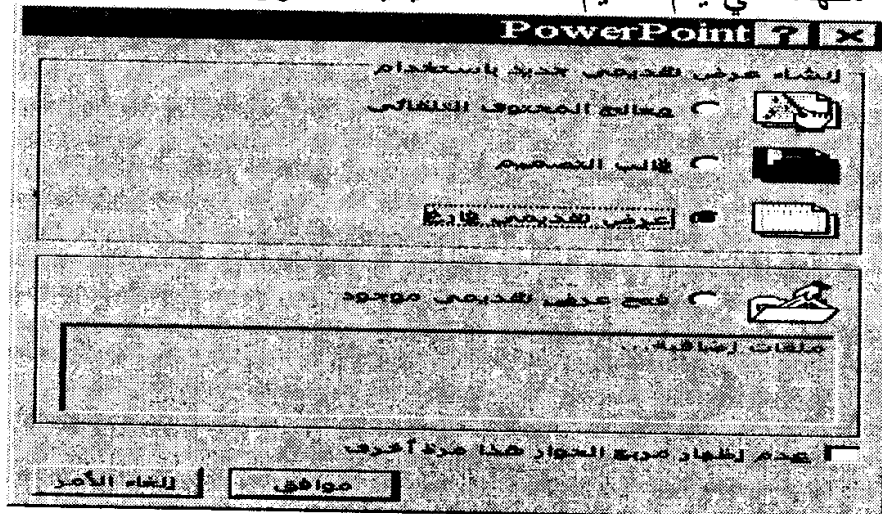 PowerPoint
إنشاء عرض تقديمي جديد باستخدام
معالج المحتوى التلقائي
قالب التصميم
عرض تقديمي فارغ
فتح عرض تقديمي موجود
ملفات إضافية...
عدم إظهار مربع الحوار هذا مرة أخرى
موافق
إلغاء الأمر